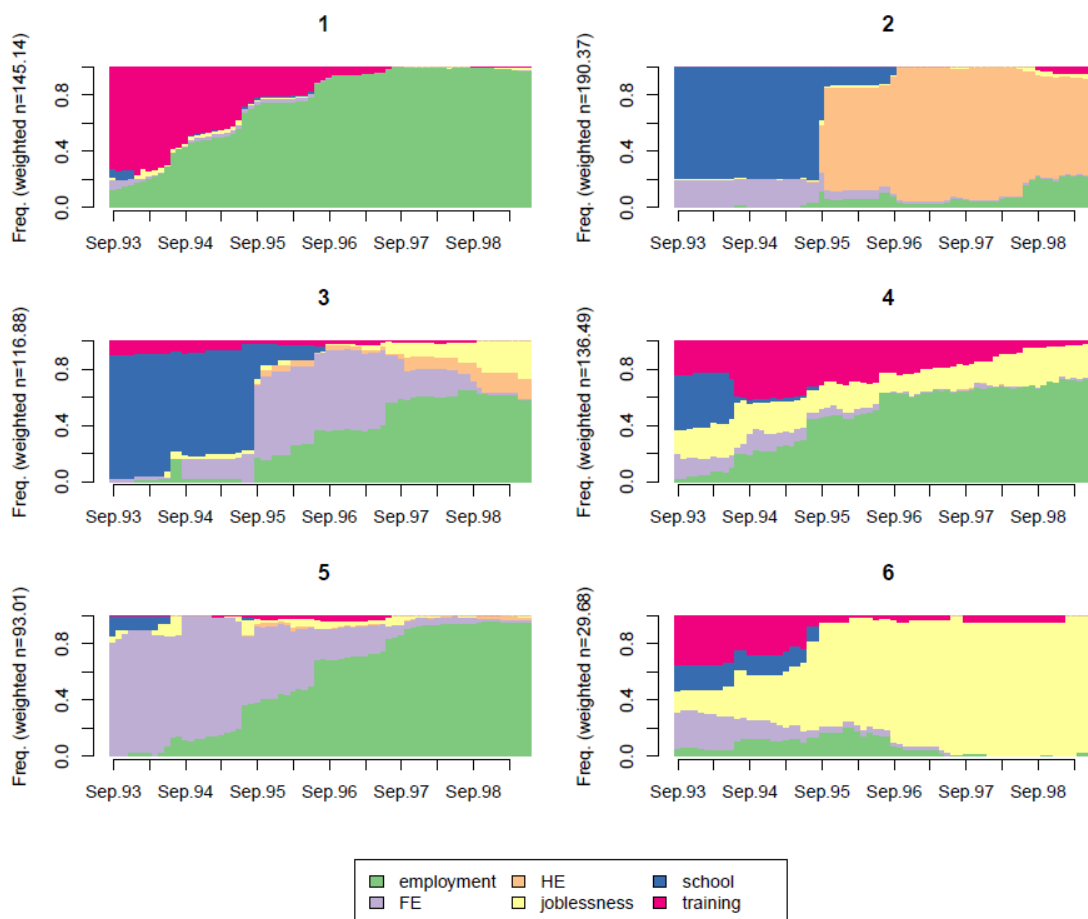 1
Freq. (weighted n=145.14)
0.0 0.4 0.8
Sep.93 Sep.94 Sep.95 Sep.96 Sep.97 Sep.98
2
Freq. (weighted n=190.37)
0.0 0.4 0.8
Sep.93 Sep.94 Sep.95 Sep.96 Sep.97 Sep.98
3
Freq. (weighted n=116.88)
0.0 0.4 0.8
Sep.93 Sep.94 Sep.95 Sep.96 Sep.97 Sep.98
4
Freq. (weighted n=136.49)
0.0 0.4 0.8
Sep.93 Sep.94 Sep.95 Sep.96 Sep.97 Sep.98
5
Freq. (weighted n=93.01)
0.0 0.4 0.8
Sep.93 Sep.94 Sep.95 Sep.96 Sep.97 Sep.98
6
Freq. (weighted n=29.68)
0.0 0.4 0.8
Sep.93 Sep.94 Sep.95 Sep.96 Sep.97 Sep.98
employment HE school
FE joblessness training